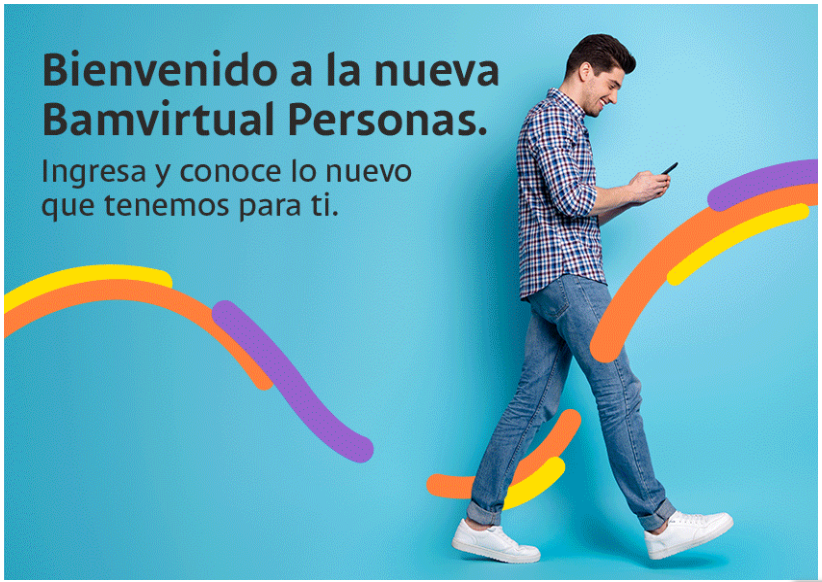 Bienvenido a la nueva
Bamvirtual Personas.
Ingresa y conoce lo nuevo
que tenemos para ti.